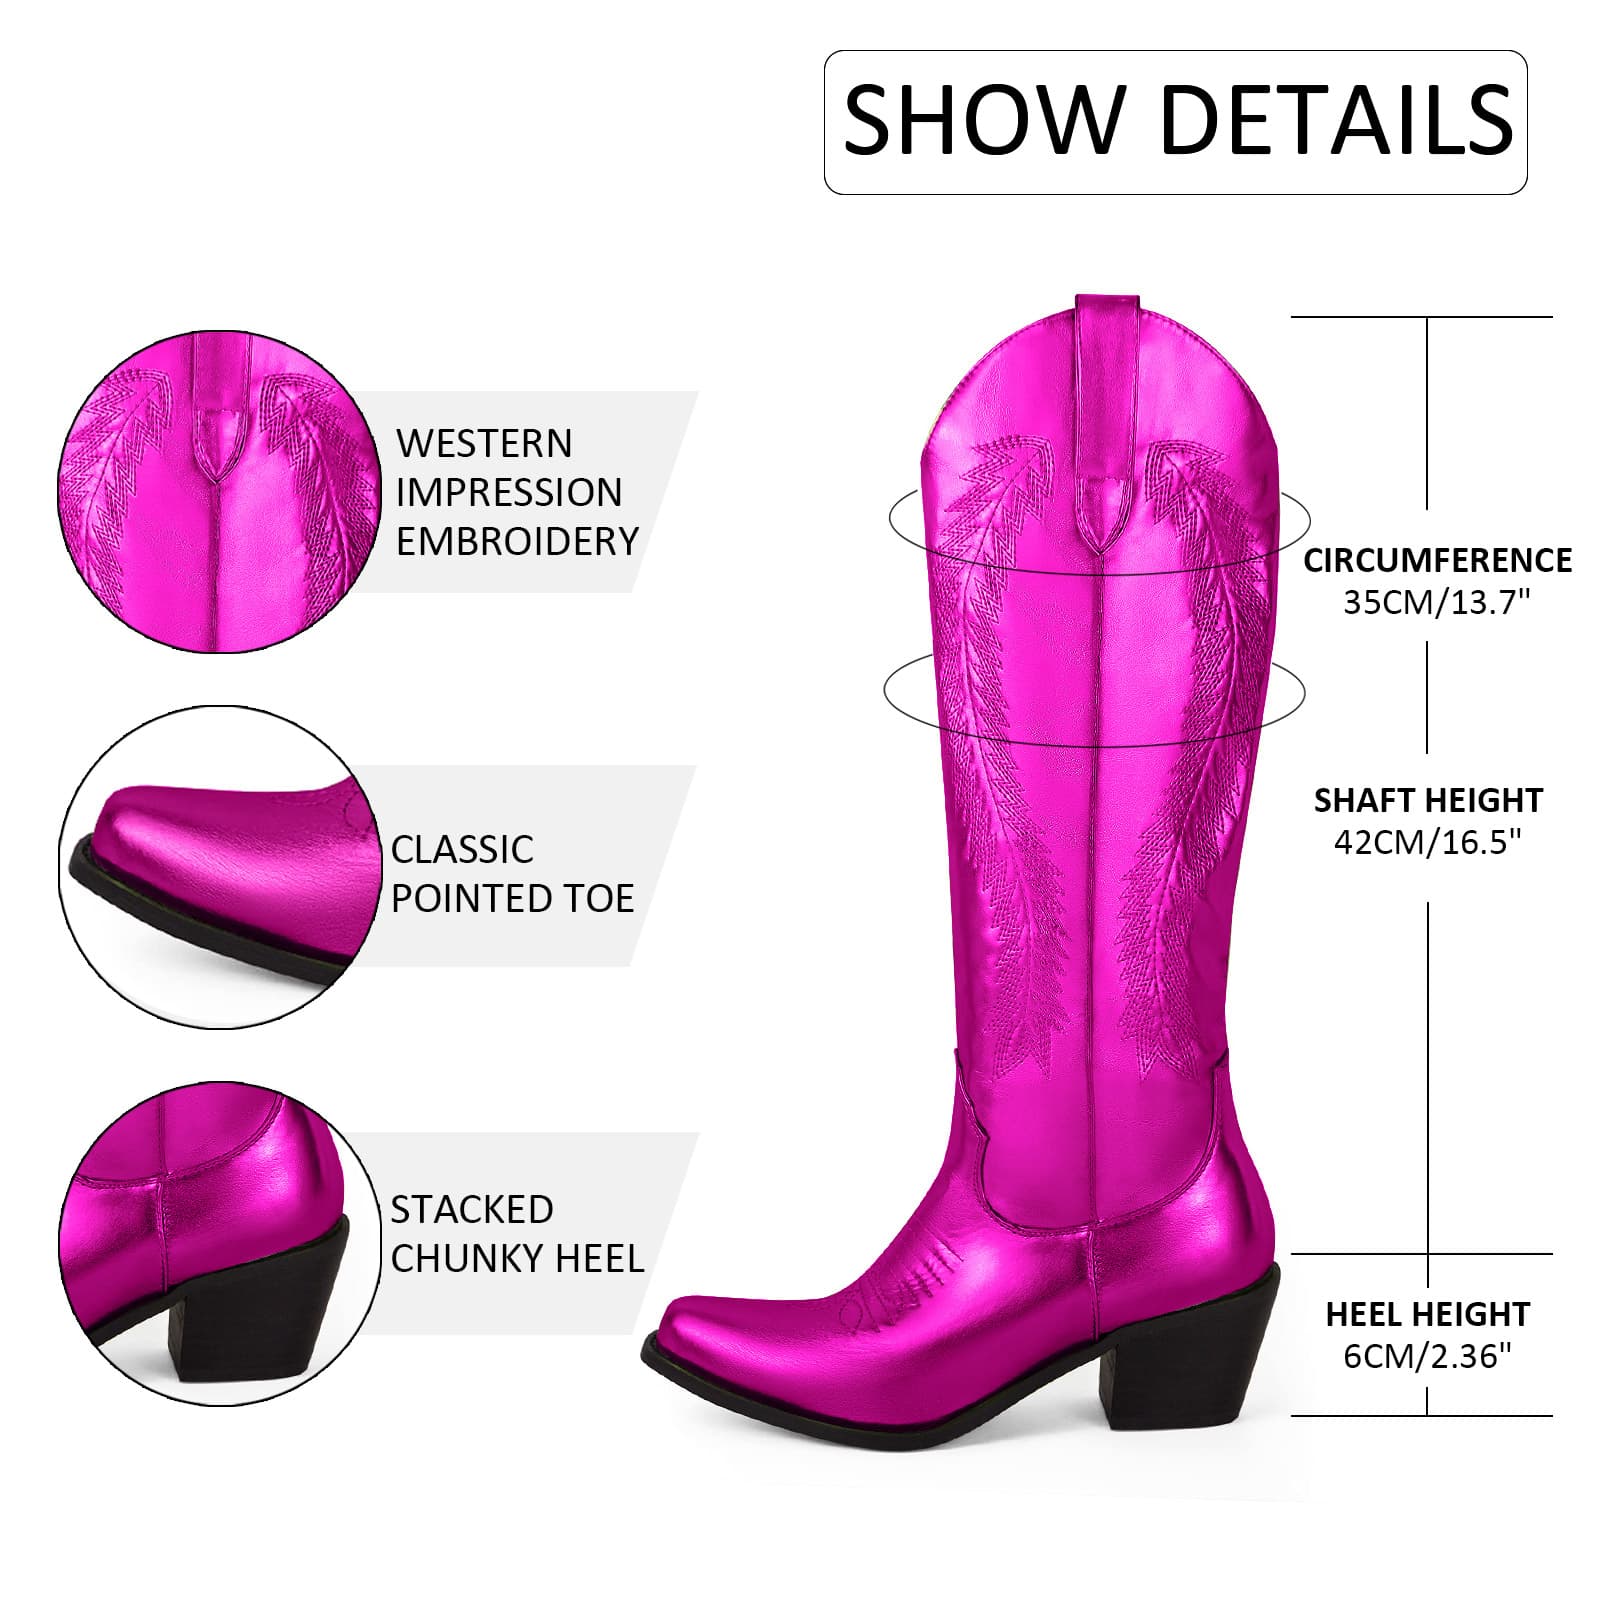 SHOW DETAILS
WESTERN
IMPRESSION
EMBROIDERY
CLASSIC
POINTED TOE
STACKED
CHUNKY HEEL
CIRCUMFERENCE
35CM/13.7"
SHAFT HEIGHT
42CM/16.5"
HEEL HEIGHT
6CM/2.36"